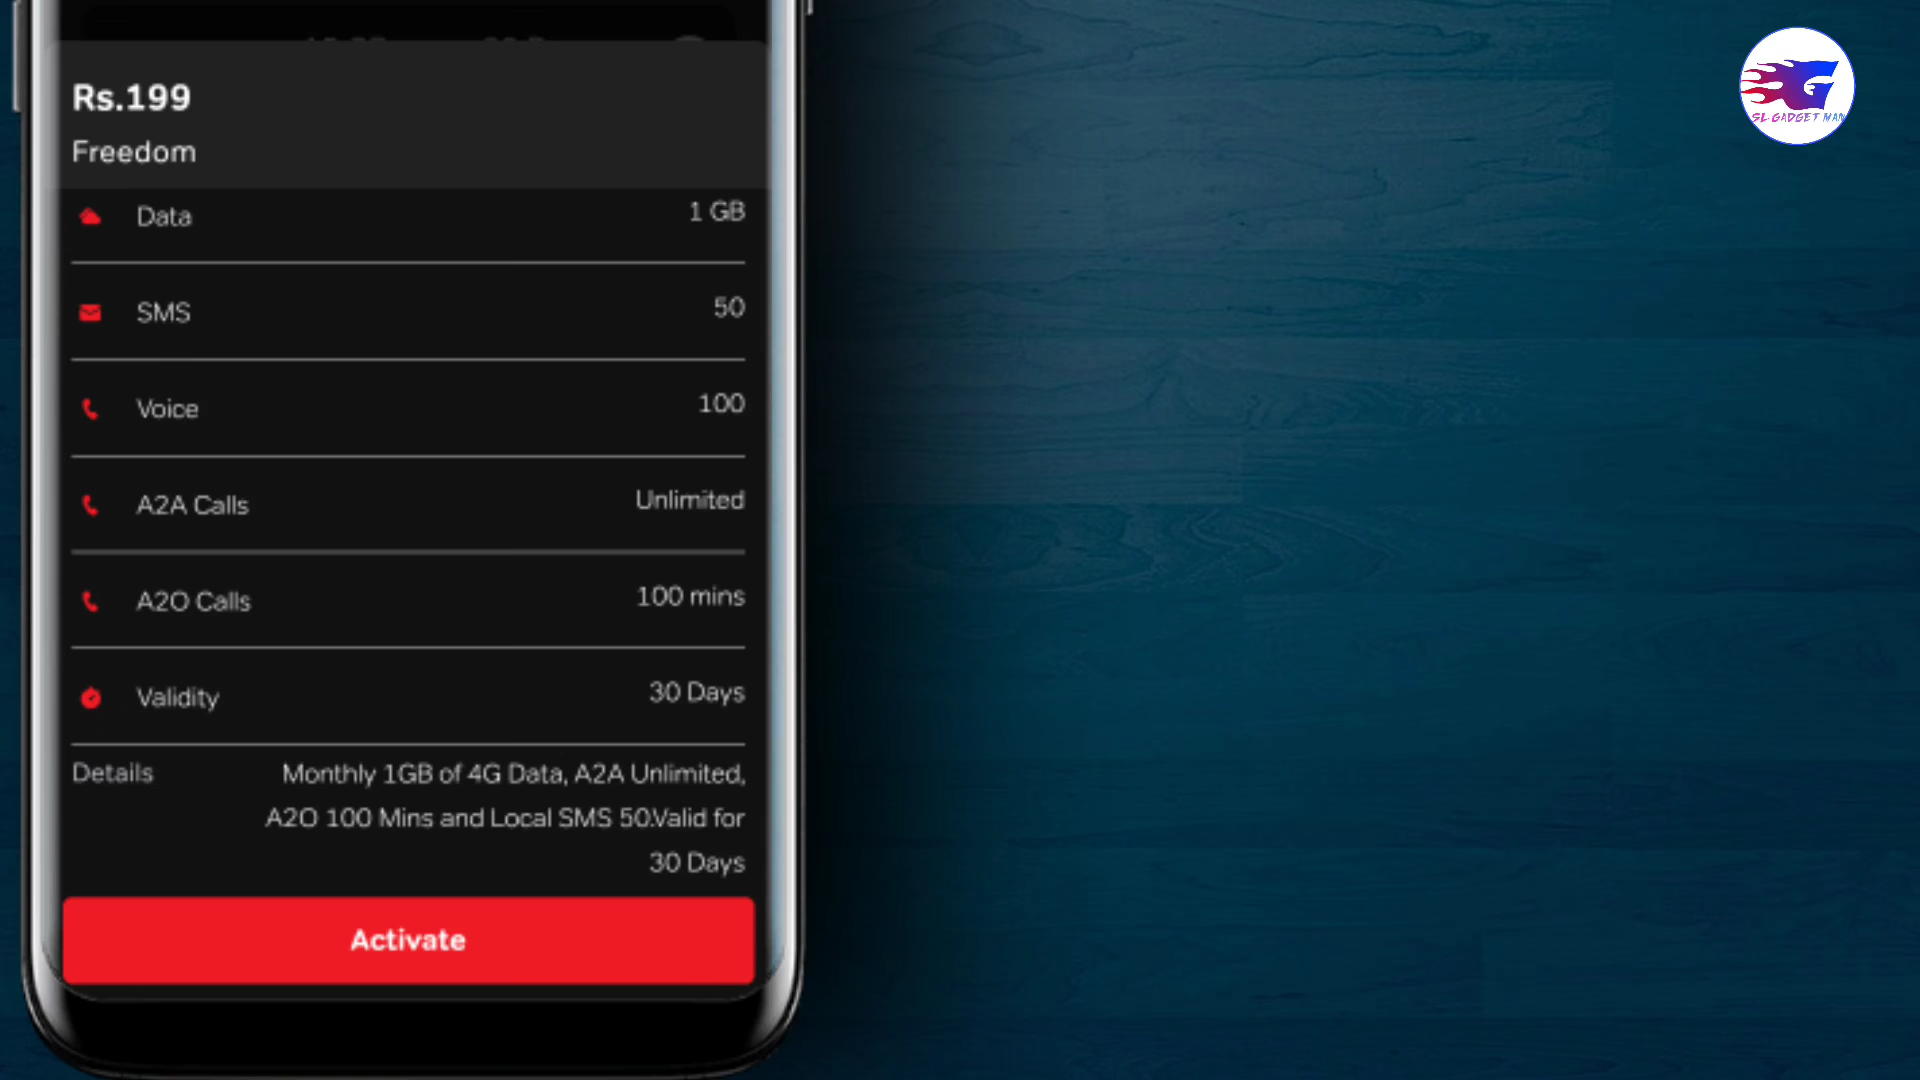 Rs.199
Freedom
Data 1 GB
SMS 50
Voice 100
A2A Calls Unlimited
A2O Calls 100 mins
Validity 30 Days
Details Monthly 1GB of 4G Data, A2A Unlimited,
A2O 100 Mins and Local SMS 50.Valid for
30 Days
Activate
SL GADGET MAN